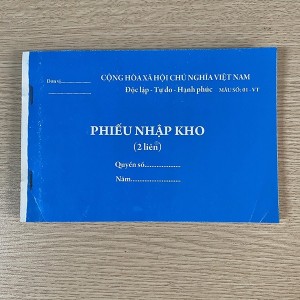 CỘNG HÒA XÃ HỘI CHỦ NGHĨA VIỆT NAM
Đơn vị....................
Độc lập - Tự do - Hạnh phúc MẪU SỐ: 01 - VT
PHIẾU NHẬP KHO
(2 liên)
Quyển số....................
Năm............................